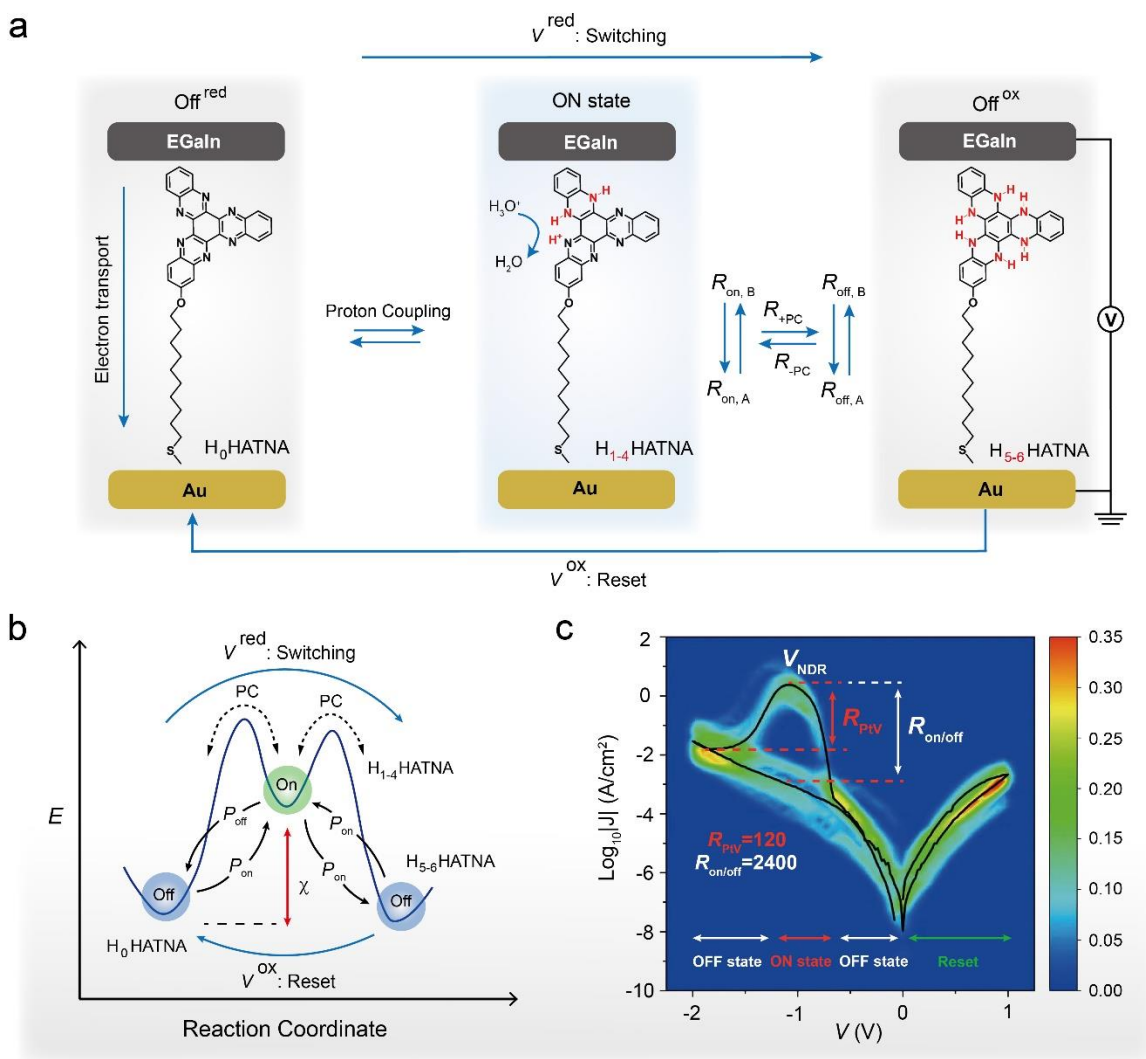 a
V^red: Switching
Off^red
ON state
Off^ox
EGaIn
EGaIn
EGaIn
Electron transport
N
N
N
N
N
N
O
S
H₀HATNA
Au
Proton Coupling
H₃O⁺
H₂O
N
H
H
N
H⁺
N
N
N
N
O
S
H₁₋₄HATNA
Au
R_on, B
R_off, B
R_+PC
R_-PC
R_on, A
R_off, A
H
N
H
N
H
N
H
N
H
N
H
N
H
O
S
H₅₋₆HATNA
Au
V
V^ox: Reset
b
V^red: Switching
PC
PC
H₁₋₄HATNA
On
E
P_off
P_on
P_on
P_on
H₅₋₆HATNA
Off
χ
Off
H₀HATNA
V^ox: Reset
Reaction Coordinate
c
2
0
-2
-4
-6
-8
-10
Log₁₀|J| (A/cm²)
V_NDR
R_PtV
R_on/off
R_PtV=120
R_on/off=2400
OFF state
ON state
OFF state
Reset
-2
-1
0
1
V (V)
0.35
0.30
0.25
0.20
0.15
0.10
0.05
0.00